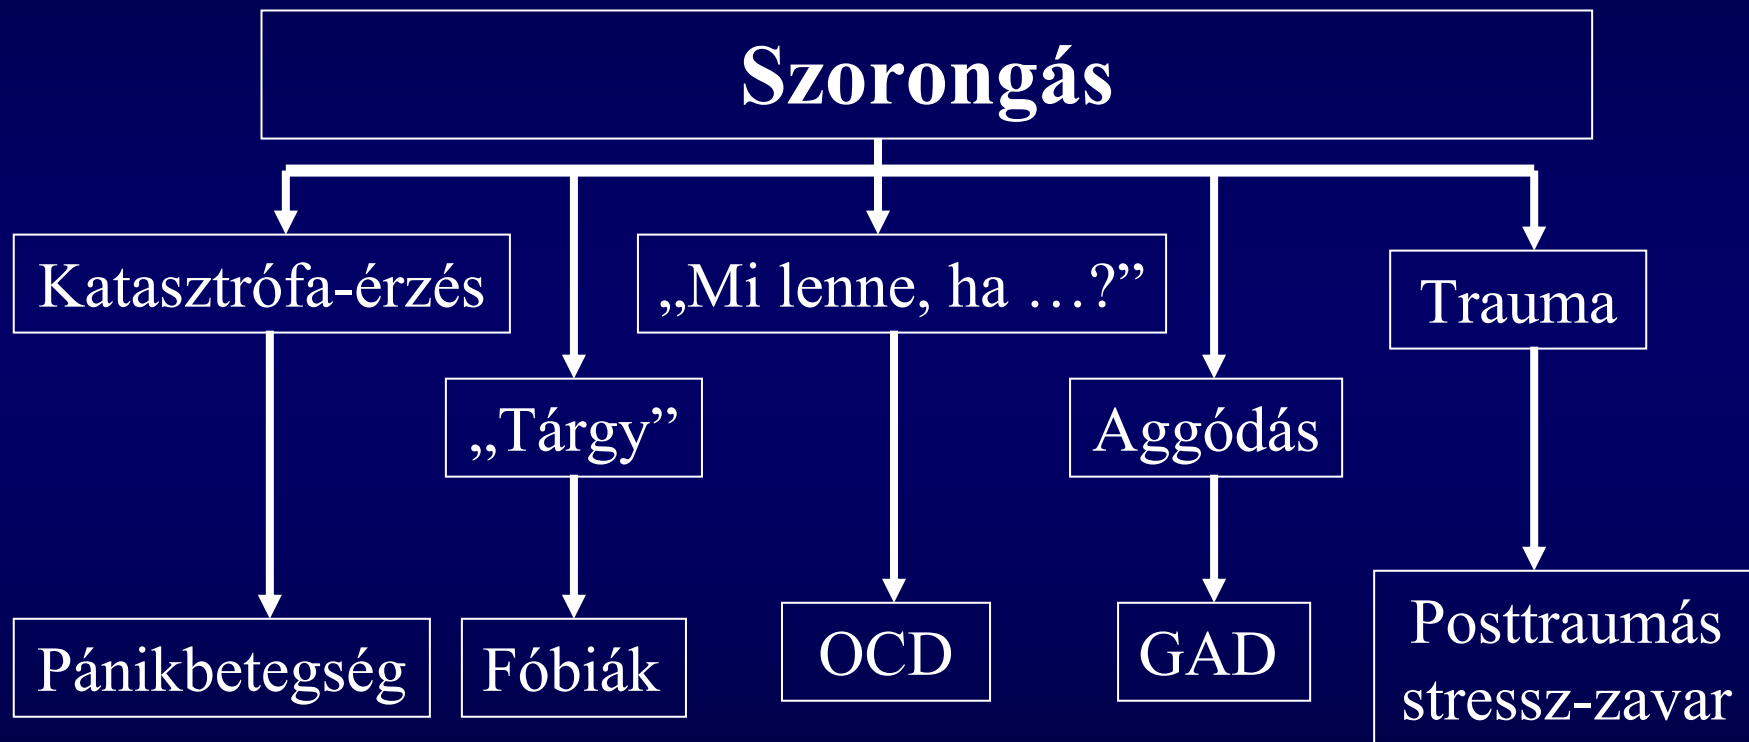 Szorongás
Katasztrófa-érzés
„Mi lenne, ha …?”
Trauma
„Tárgy”
Aggódás
Pánikbetegség
Fóbiák
OCD
GAD
Posttraumás
stressz-zavar